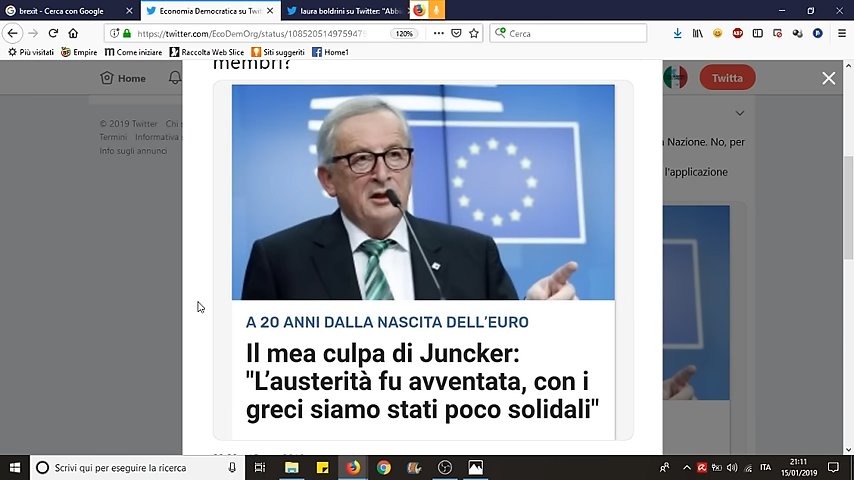 brexit - Cerca con Google
Economia Democratica su Twit
laura boldrini su Twitter: "Abb
https://twitter.com/EcoDemOrg/status/10852051497594
120%
Cerca
Più visitati
Empire
Come iniziare
Raccolta Web Slice
Siti suggeriti
Home1
Home
Twitta
membri?
© 2019 Twitter
Termini
Informativa
Info sugli annunci
a Nazione. No, per
l'applicazione
A 20 ANNI DALLA NASCITA DELL'EURO
Il mea culpa di Juncker:
"L'austerità fu avventata, con i
greci siamo stati poco solidali"
Scrivi qui per eseguire la ricerca
ITA
21:11
15/01/2019